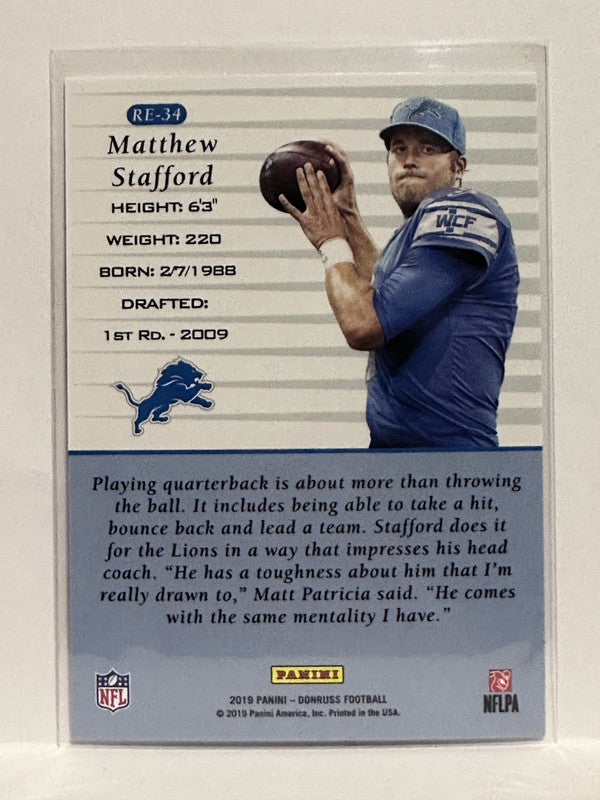 RE-34
Matthew
Stafford
HEIGHT: 6'3"
WEIGHT: 220
BORN: 2/7/1988
DRAFTED:
1ST RD. - 2009
WCF
Playing quarterback is about more than throwing
the ball. It includes being able to take a hit,
bounce back and lead a team. Stafford does it
for the Lions in a way that impresses his head
coach. “He has a toughness about him that I’m
really drawn to,” Matt Patricia said. “He comes
with the same mentality I have.”
PANINI
NFL
2019 PANINI – DONRUSS FOOTBALL
© 2019 Panini America, Inc. Printed in the USA.
NFLPA